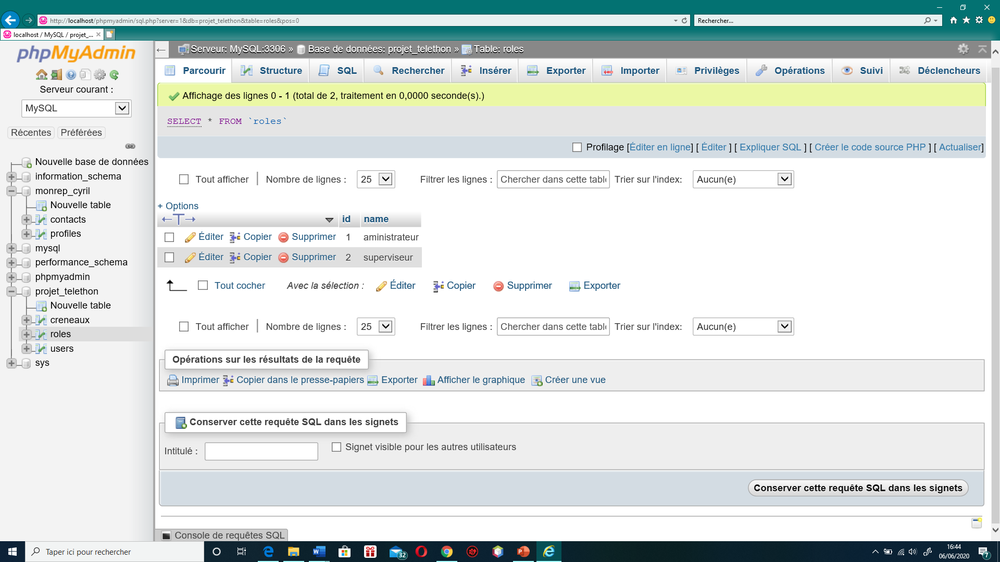 http://localhost/phpmyadmin/sql.php?server=1&db=projet_telethon&table=roles&pos=0
Rechercher...
localhost / MySQL / projet_...
phpMyAdmin
Serveur courant :
MySQL
Récentes
Préférées
Nouvelle base de données
information_schema
monrep_cyril
Nouvelle table
contacts
profiles
mysql
performance_schema
phpmyadmin
projet_telethon
Nouvelle table
creneaux
roles
users
sys
Serveur: MySQL:3306 » Base de données: projet_telethon » Table: roles
Parcourir Structure SQL Rechercher Insérer Exporter Importer Privilèges Opérations Suivi Déclencheurs
Affichage des lignes 0 - 1 (total de 2, traitement en 0,0000 seconde(s).)
SELECT * FROM `roles`
Profilage [Éditer en ligne] [ Éditer ] [ Expliquer SQL ] [ Créer le code source PHP ] [ Actualiser]
Tout afficher Nombre de lignes : 25 Filtrer les lignes : Chercher dans cette tabl Trier sur l'index: Aucun(e)
+ Options
←T→ id name
Éditer Copier Supprimer 1 aministrateur
Éditer Copier Supprimer 2 superviseur
Tout cocher Avec la sélection : Éditer Copier Supprimer Exporter
Tout afficher Nombre de lignes : 25 Filtrer les lignes : Chercher dans cette tabl Trier sur l'index: Aucun(e)
Opérations sur les résultats de la requête
Imprimer Copier dans le presse-papiers Exporter Afficher le graphique Créer une vue
Conserver cette requête SQL dans les signets
Intitulé : Signet visible pour les autres utilisateurs
Conserver cette requête SQL dans les signets
Console de requêtes SQL
Taper ici pour rechercher
32
16:44
06/06/2020
7